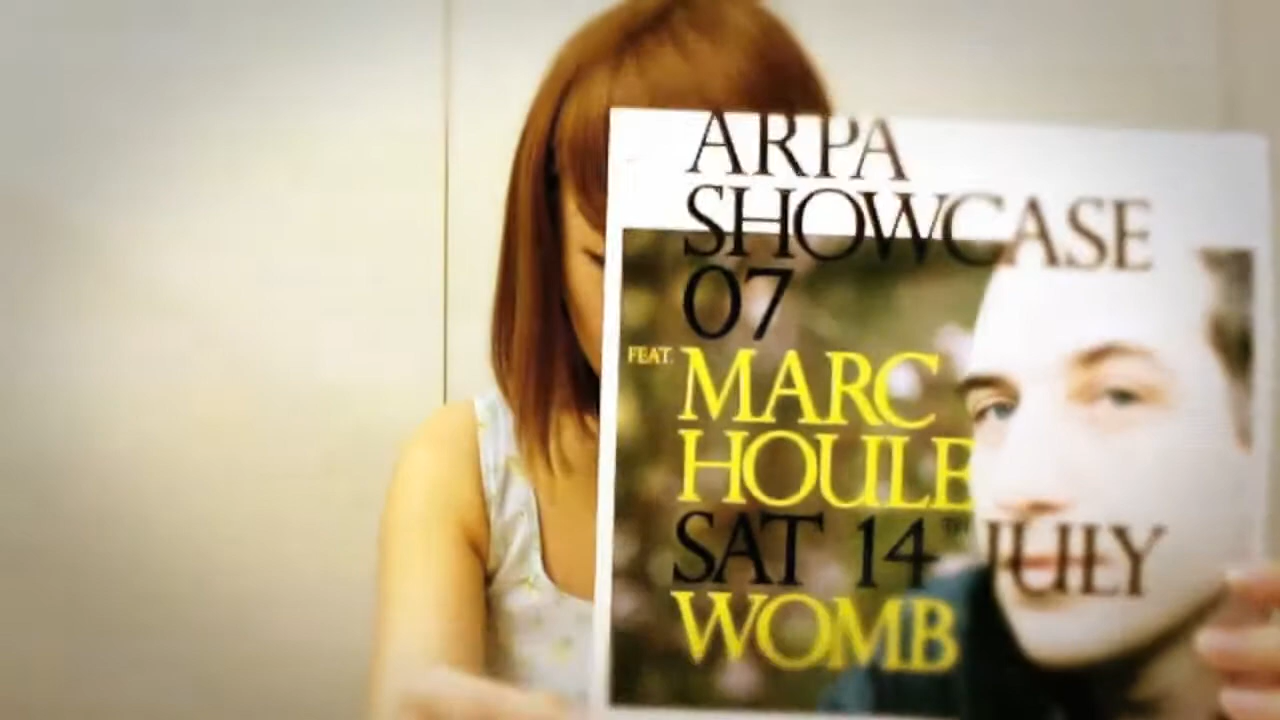 ARPA
SHOWCASE
07
FEAT. MARC
HOULE
SAT 14TH JULY
WOMB